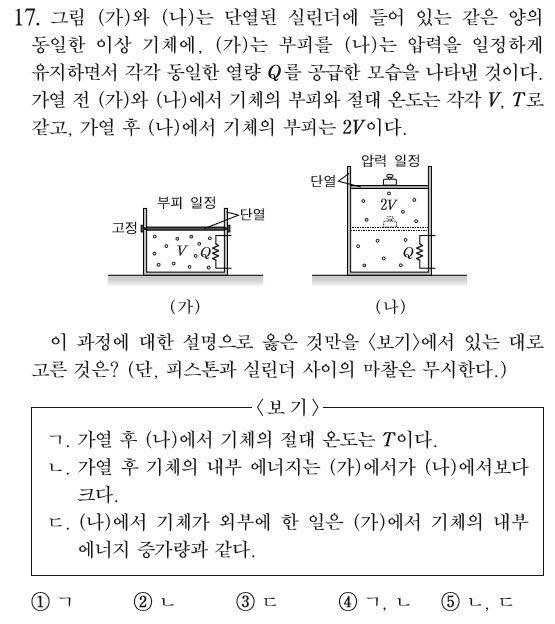 17. 그림 (가)와 (나)는 단열된 실린더에 들어 있는 같은 양의
동일한 이상 기체에, (가)는 부피를 (나)는 압력을 일정하게
유지하면서 각각 동일한 열량 Q를 공급한 모습을 나타낸 것이다.
가열 전 (가)와 (나)에서 기체의 부피와 절대 온도는 각각 V, T로
같고, 가열 후 (나)에서 기체의 부피는 2V이다.
압력 일정
단열
부피 일정
2V
단열
고정
V
Q
Q
(가)
(나)
이 과정에 대한 설명으로 옳은 것만을 <보기>에서 있는 대로
고른 것은? (단, 피스톤과 실린더 사이의 마찰은 무시한다.)
<보 기>
ㄱ. 가열 후 (나)에서 기체의 절대 온도는 T이다.
ㄴ. 가열 후 기체의 내부 에너지는 (가)에서가 (나)에서보다
크다.
ㄷ. (나)에서 기체가 외부에 한 일은 (가)에서 기체의 내부
에너지 증가량과 같다.
① ㄱ ② ㄴ ③ ㄷ ④ ㄱ, ㄴ ⑤ ㄴ, ㄷ